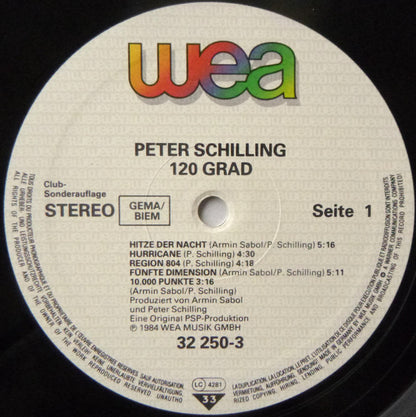 wea
PETER SCHILLING
120 GRAD
Club-
Sonderauflage
STEREO
GEMA/
BIEM
Seite 1
HITZE DER NACHT (Armin Sabol/P. Schilling) 5:16
HURRICANE (P. Schilling) 4:30
REGION 804 (P. Schilling) 4:18
FÜNFTE DIMENSION (Armin Sabol/P. Schilling) 5:11
10.000 PUNKTE 3:16
(Armin Sabol/P. Schilling)
Produziert von Armin Sabol
und Peter Schilling
Eine Original PSP-Produktion
℗ 1984 WEA MUSIK GMBH
32 250-3
LC 4281
33